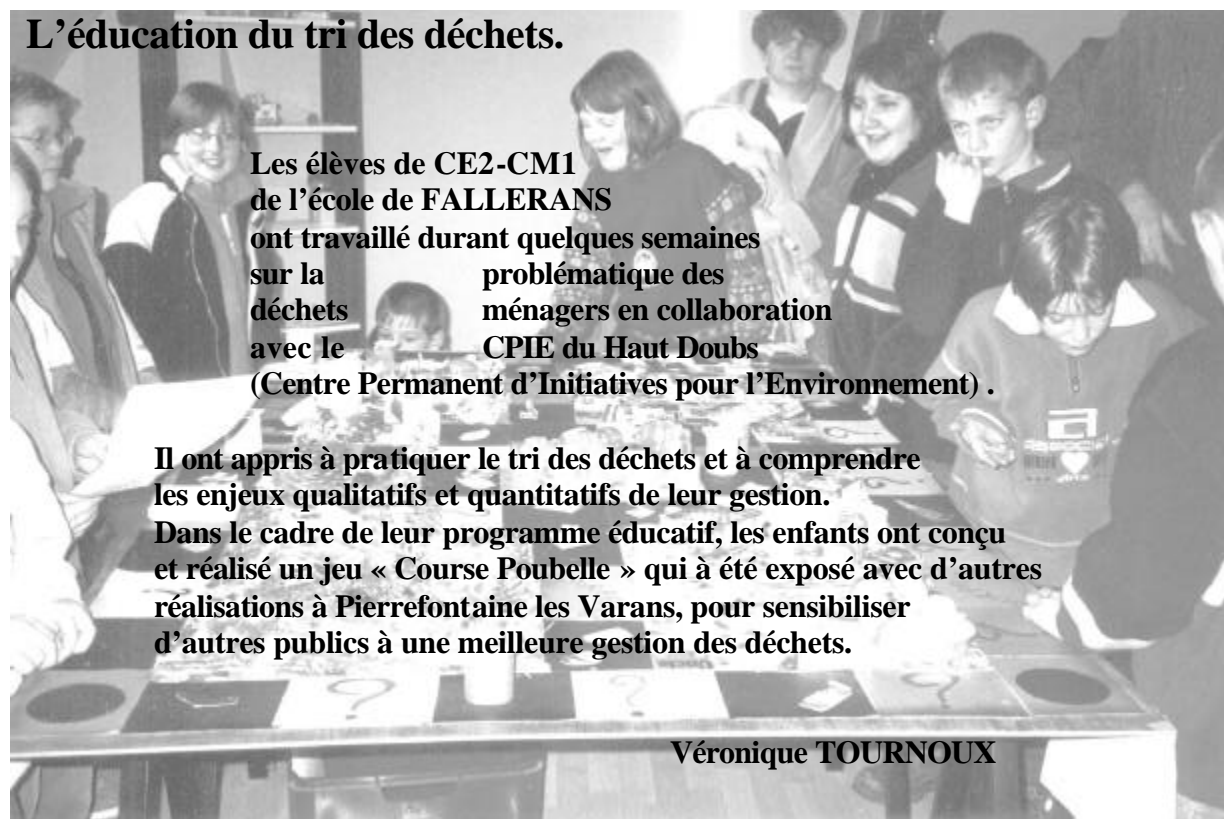 L'éducation du tri des déchets.
Les élèves de CE2-CM1
de l'école de FALLERANS
ont travaillé durant quelques semaines
sur la problématique des
déchets ménagers en collaboration
avec le CPIE du Haut Doubs
(Centre Permanent d'Initiatives pour l'Environnement) .
Il ont appris à pratiquer le tri des déchets et à comprendre
les enjeux qualitatifs et quantitatifs de leur gestion.
Dans le cadre de leur programme éducatif, les enfants ont conçu
et réalisé un jeu « Course Poubelle » qui à été exposé avec d'autres
réalisations à Pierrefontaine les Varans, pour sensibiliser
d'autres publics à une meilleure gestion des déchets.
? ? ?
Véronique TOURNOUX